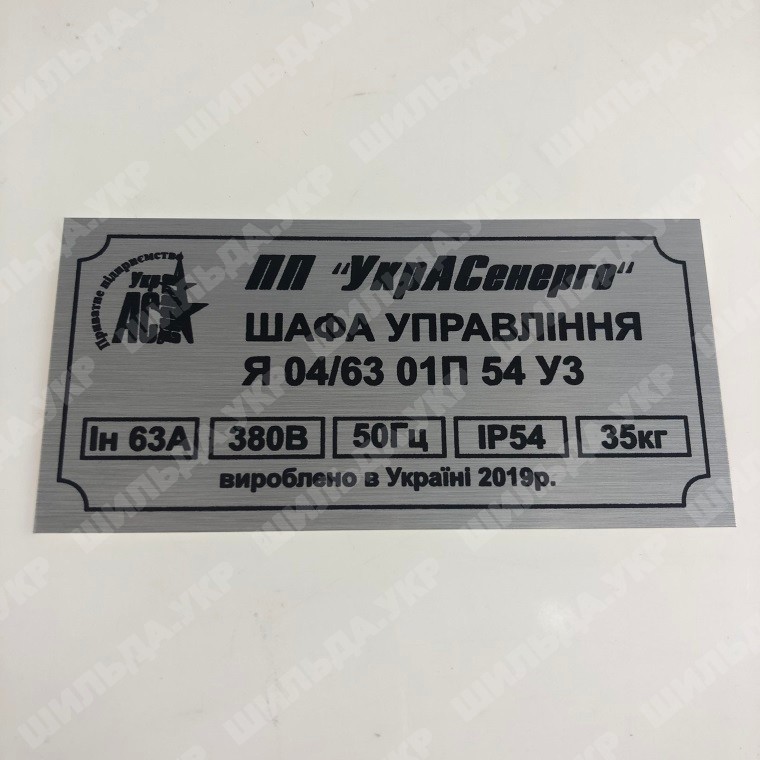 Приватне підприємство
Укр
АС
ПП "УкрАСенерго"
ШАФА УПРАВЛІННЯ
Я 04/63 01П 54 У3
Ін 63А
380В
50Гц
IP54
35кг
вироблено в Україні 2019р.
ШИЛЬДА.УКР